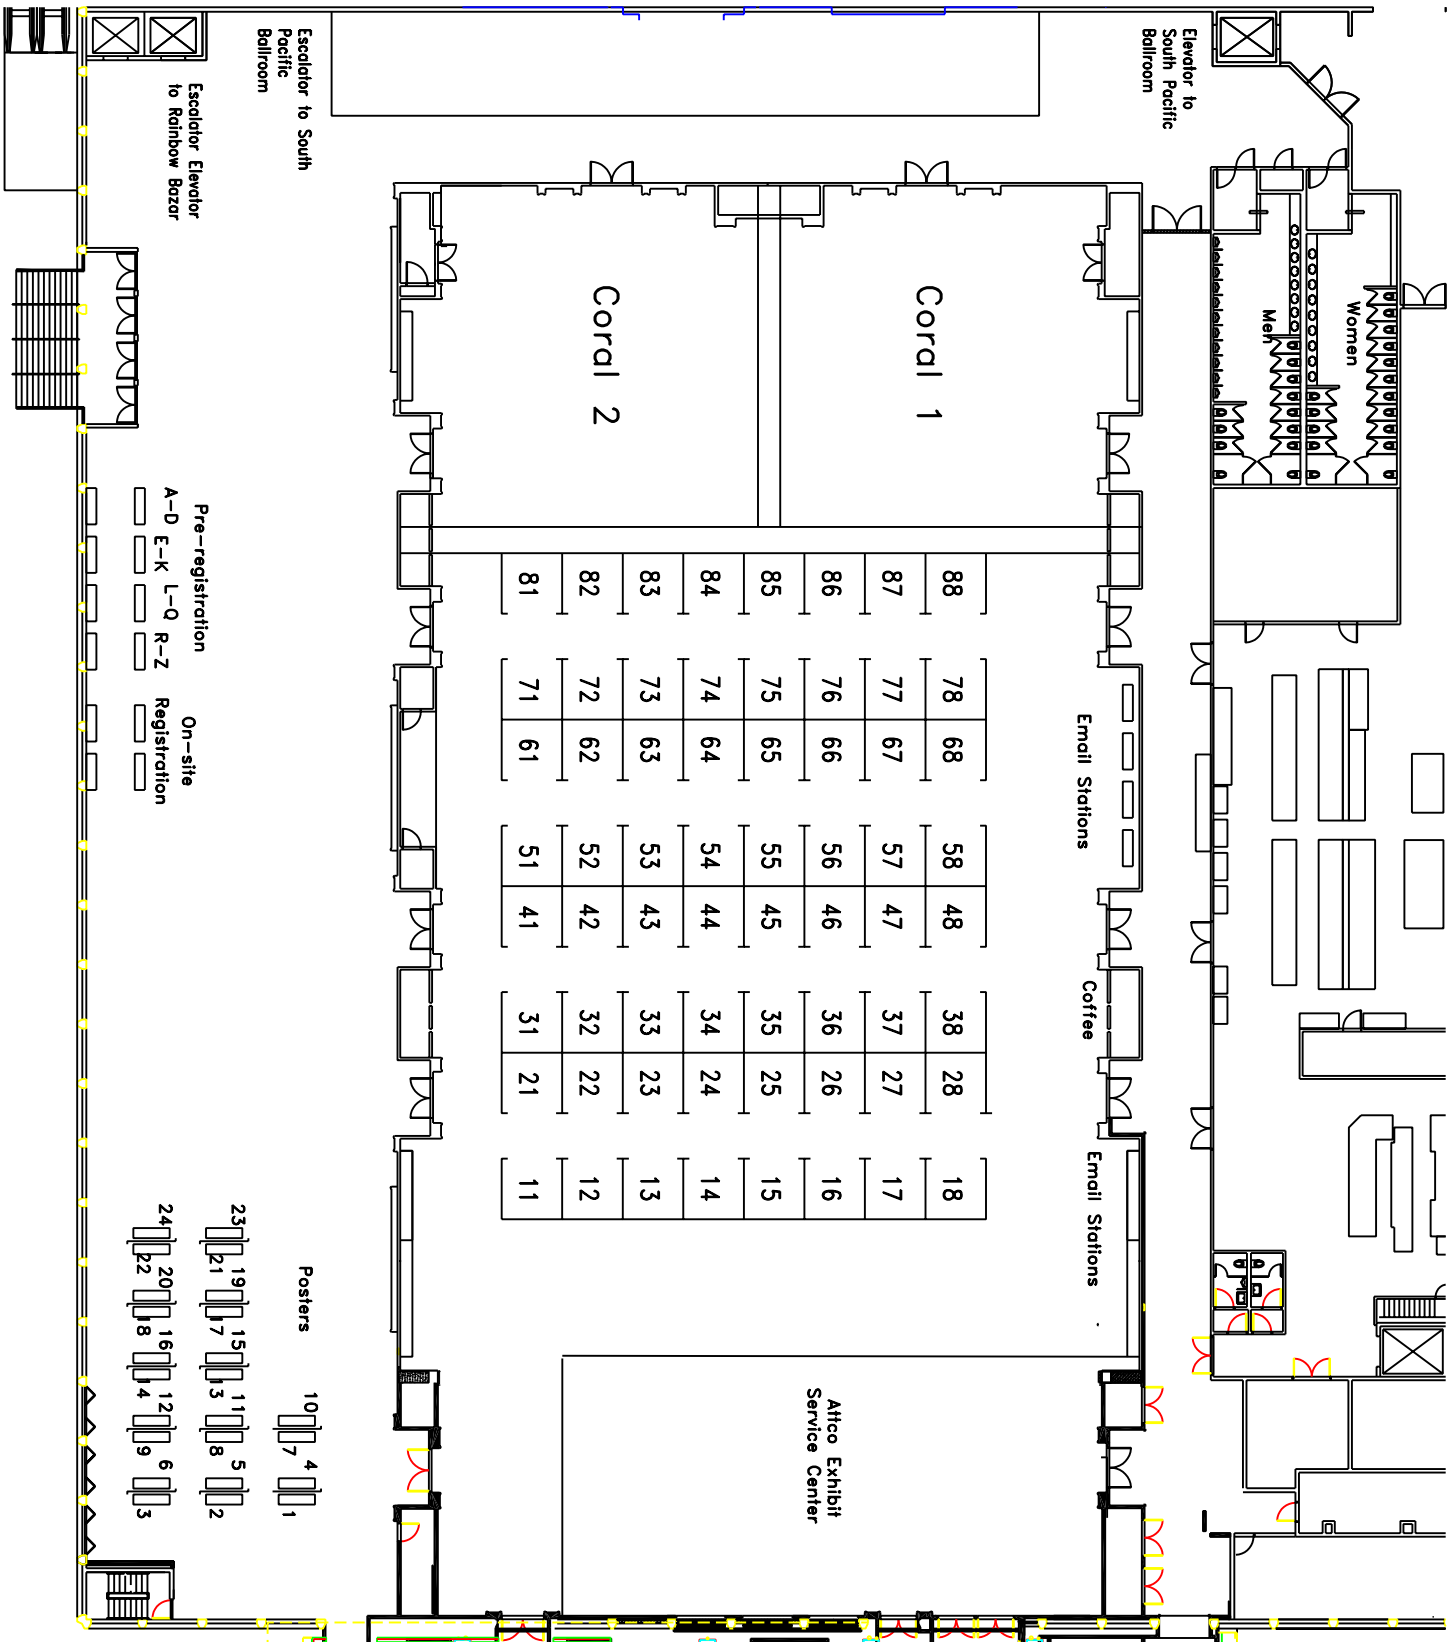 Women
Men
Elevator to
South Pacific
Ballroom
Coral 1
Coral 2
Email Stations
Coffee
Email Stations
88 78 68 58 48 38 28 18
87 77 67 57 47 37 27 17
86 76 66 56 46 36 26 16
85 75 65 55 45 35 25 15
84 74 64 54 44 34 24 14
83 73 63 53 43 33 23 13
82 72 62 52 42 32 22 12
81 71 61 51 41 31 21 11
Attco Exhibit
Service Center
Escalator to South
Pacific
Ballroom
Escalator Elevator
to Rainbow Bazar
Pre-registration
A-D E-K L-Q R-Z
On-site
Registration
Posters
10 4
7 1
23 19 15 11 5
21 17 13 8 2
24 20 16 12 6
22 18 14 9 3